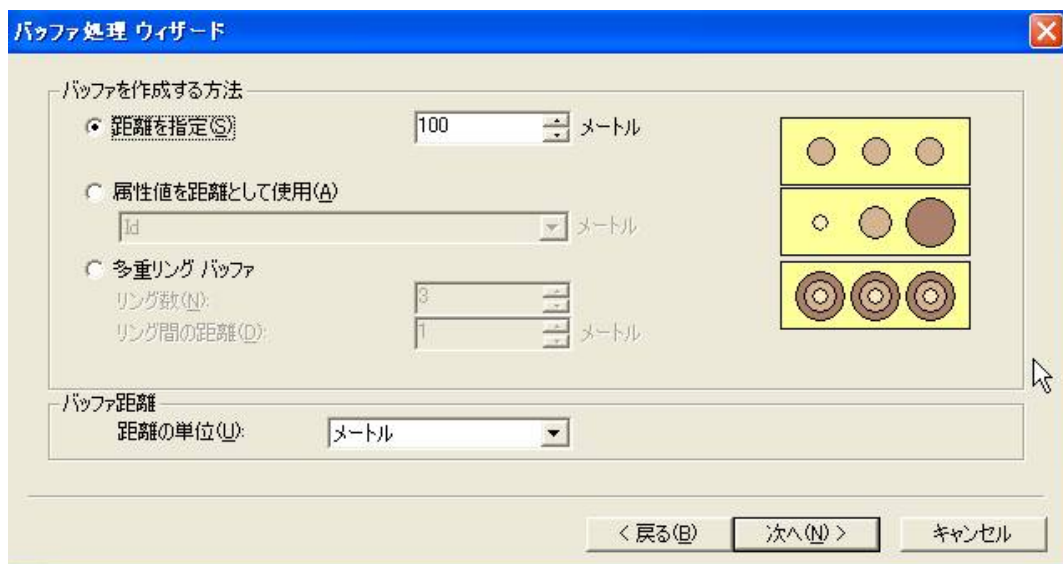 バッファ処理 ウィザード
バッファを作成する方法
距離を指定(S) 100 メートル
属性値を距離として使用(A)
Id メートル
多重リング バッファ
リング数(N): 3
リング間の距離(D): 1 メートル
バッファ距離
距離の単位(U): メートル
< 戻る(B) 次へ(N) > キャンセル